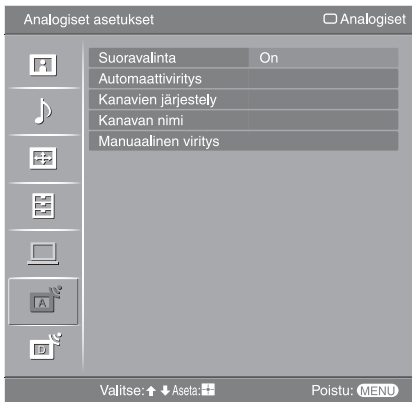 Analogiset asetukset Analogiset
Suoravalinta On
Automaattiviritys
Kanavien järjestely
Kanavan nimi
Manuaalinen viritys
A
D
Valitse: Aseta: Poistu: MENU